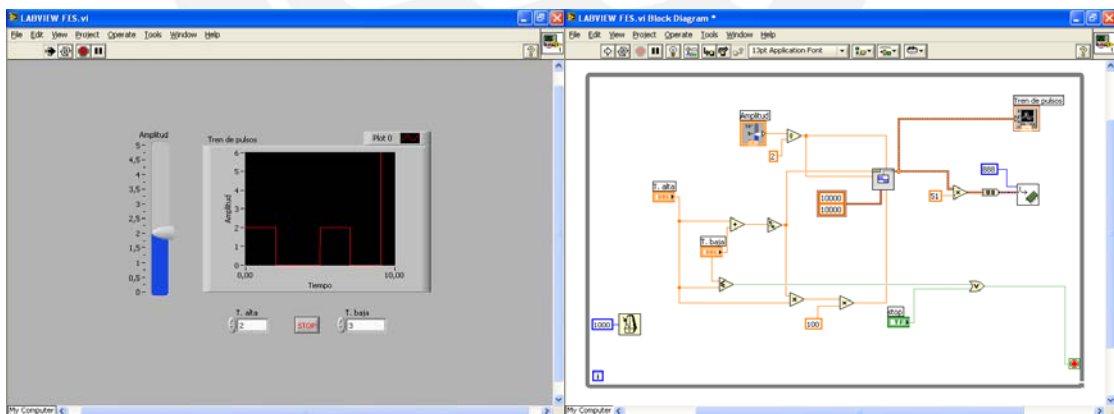 LABVIEW FES.vi
File Edit View Project Operate Tools Window Help
Amplitud
5
4,5
4
3,5
3
2,5
2
1,5
1
0,5
0
Tren de pulsos
Plot 0
Amplitud
6
5
4
3
2
1
0
0,00
10,00
Tiempo
T. alta
2
STOP
T. baja
3
My Computer
LABVIEW FES.vi Block Diagram *
File Edit View Project Operate Tools Window Help
13pt Application Font
Tren de pulsos
Amplitud
2
888
51
10000
10000
T. alta
T. baja
100
stop
TF
1000
i
My Computer